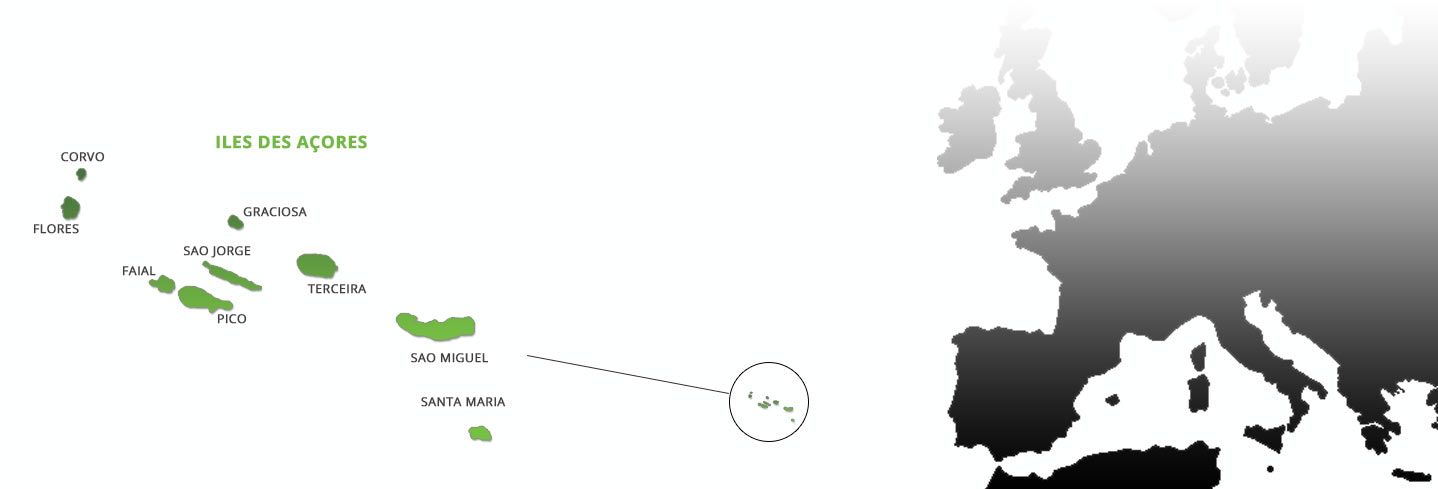 ILES DES AÇORES
CORVO
FLORES
GRACIOSA
SAO JORGE
FAIAL
TERCEIRA
PICO
SAO MIGUEL
SANTA MARIA